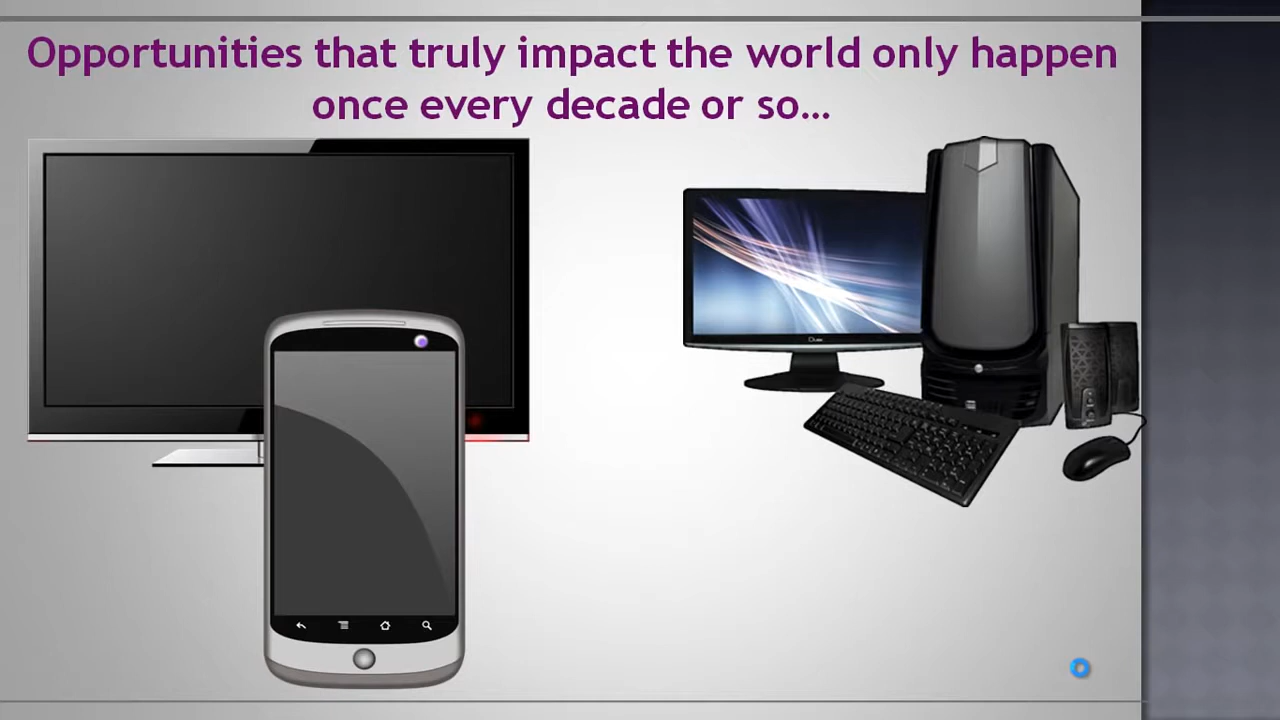 Opportunities that truly impact the world only happen
once every decade or so...